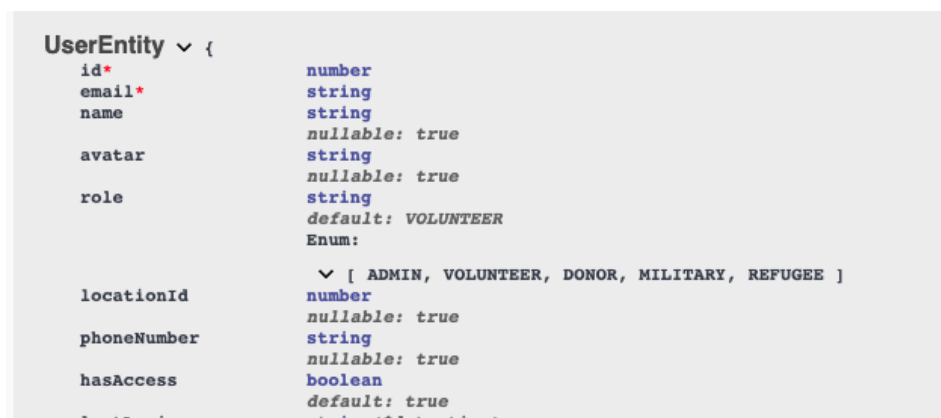 UserEntity {
id* number
email* string
name string
nullable: true
avatar string
nullable: true
role string
default: VOLUNTEER
Enum:
[ ADMIN, VOLUNTEER, DONOR, MILITARY, REFUGEE ]
locationId number
nullable: true
phoneNumber string
nullable: true
hasAccess boolean
default: true